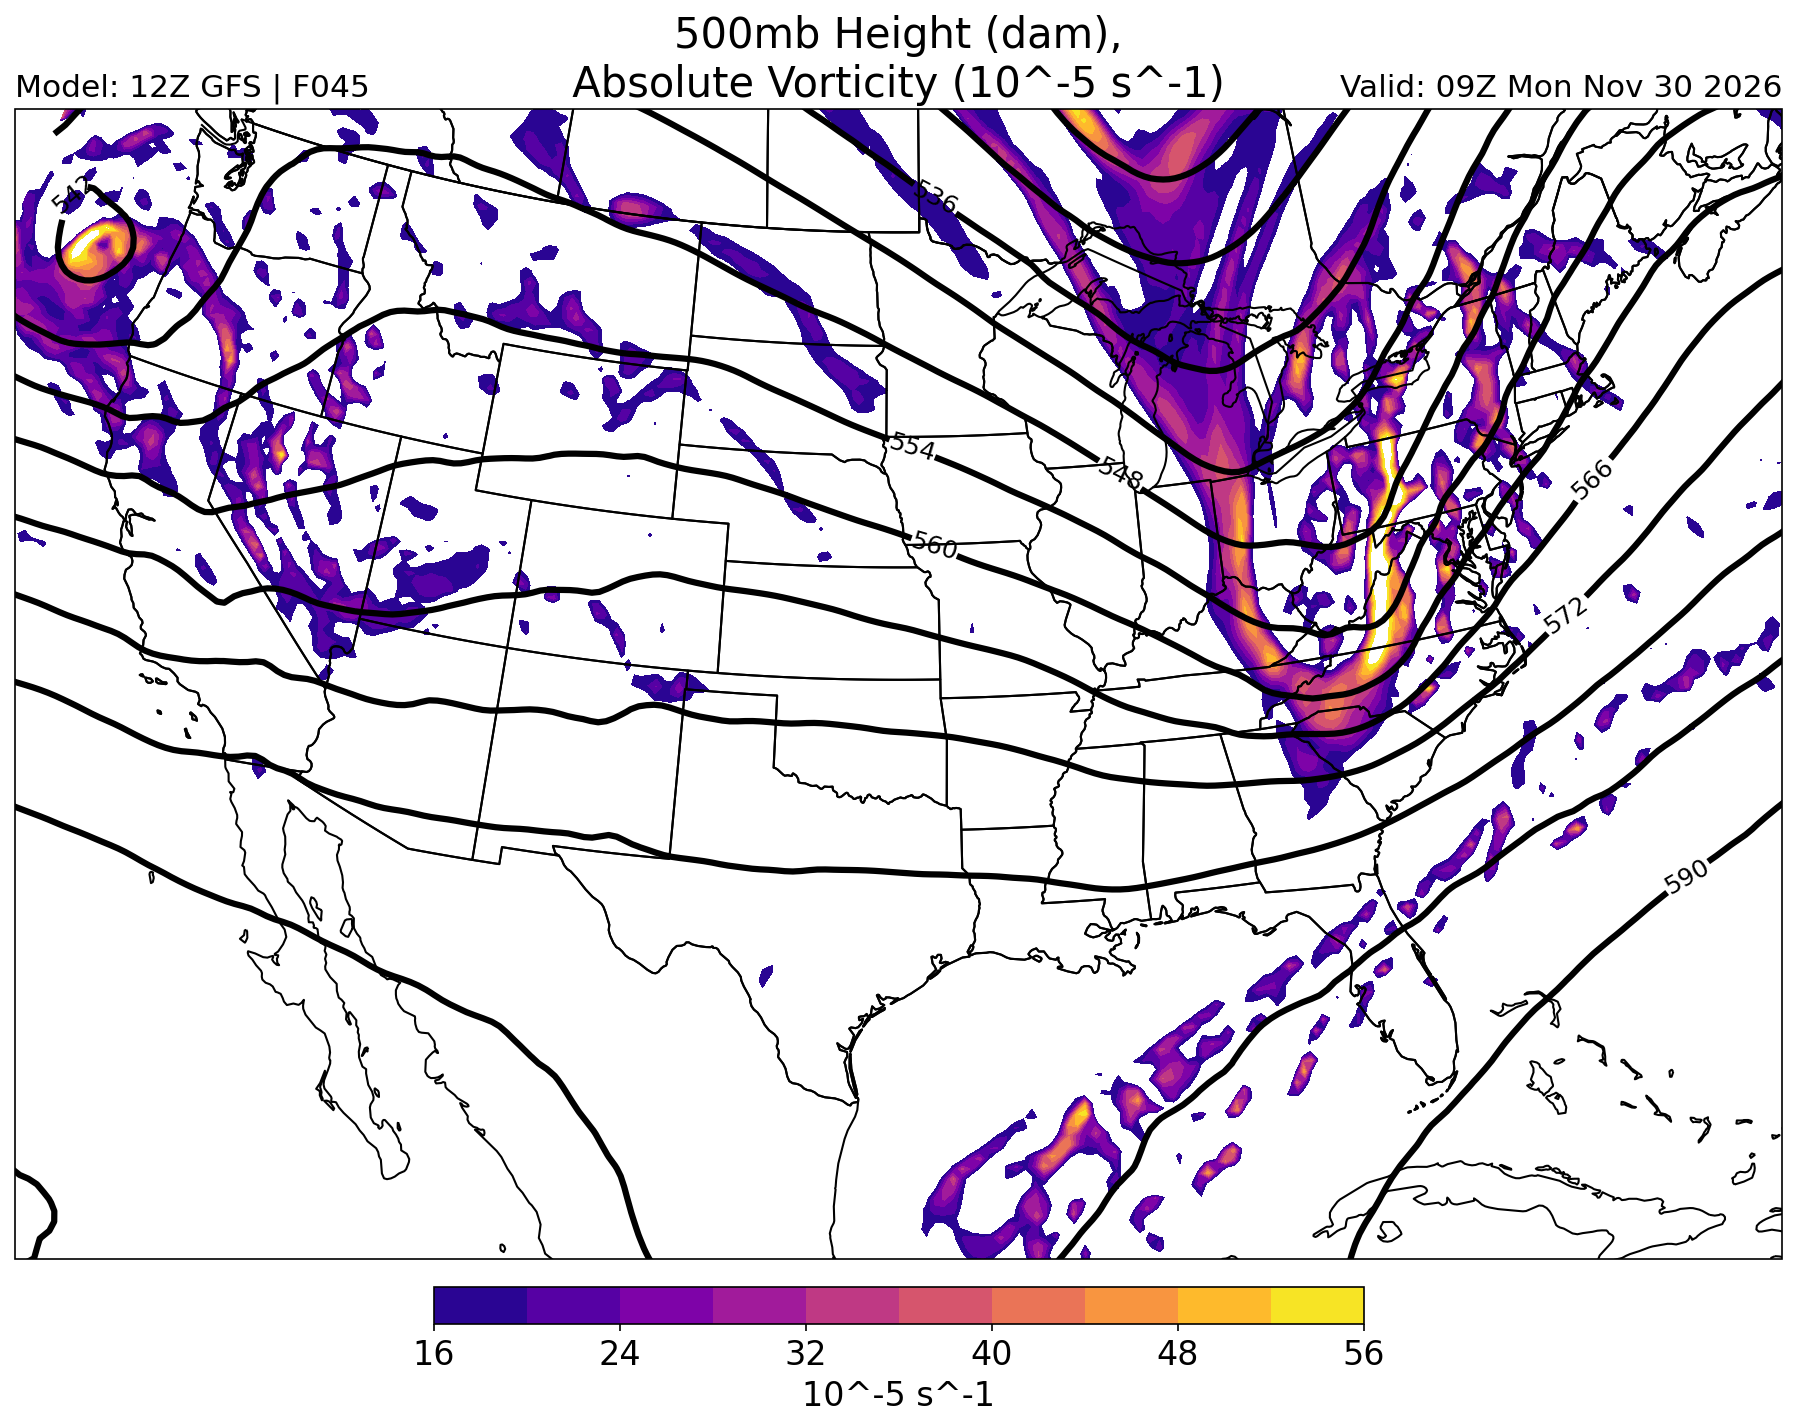 500mb Height (dam),
Model: 12Z GFS | F045
Absolute Vorticity (10^-5 s^-1)
Valid: 09Z Mon Nov 30 2026
542
536
554
548
566
560
572
590
16 24 32 40 48 56
10^-5 s^-1